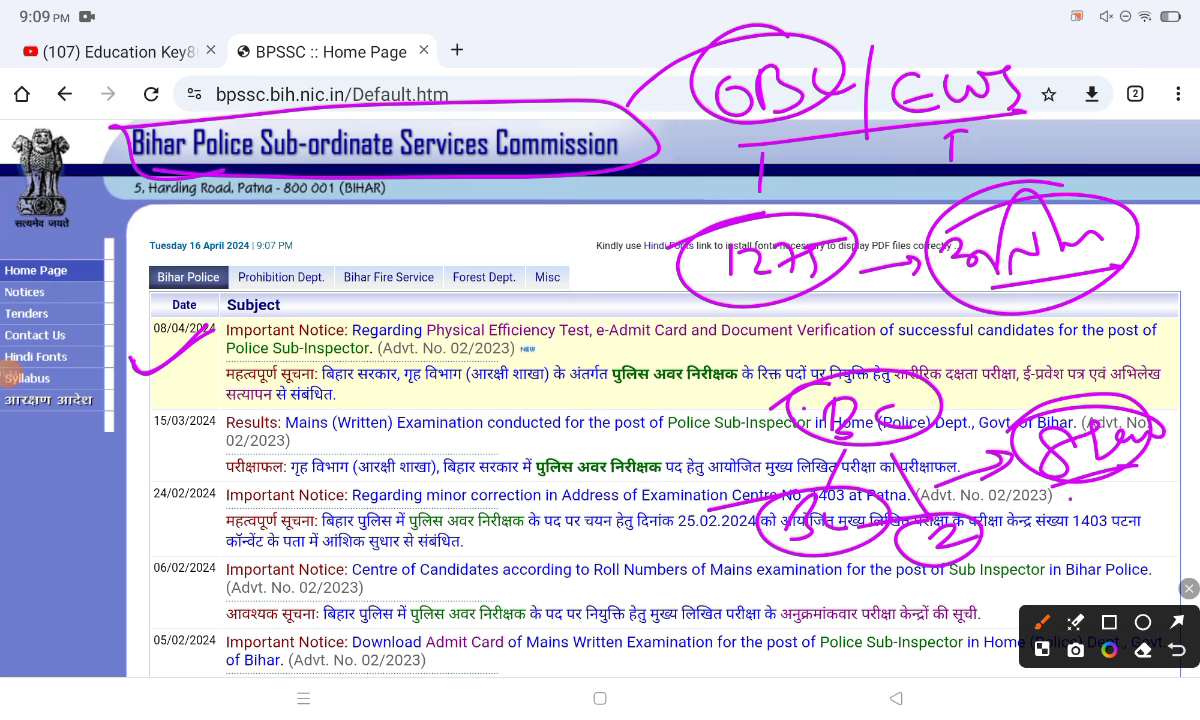 9:09 PM
(107) Education Key8
BPSSC :: Home Page
bpssc.bih.nic.in/Default.htm
2
OBC / EWS
Bihar Police Sub-ordinate Services Commission
5, Harding Road, Patna - 800 001 (BIHAR)
सत्यमेव जयते
Tuesday 16 April 2024 | 9:07 PM
Kindly use Hindi Fonts link to install fonts necessary to display PDF files correctly
Home Page
Notices
Tenders
Contact Us
Hindi Fonts
Syllabus
आरक्षण आदेश
Bihar Police
Prohibition Dept.
Bihar Fire Service
Forest Dept.
Misc
Date
Subject
08/04/2024
Important Notice: Regarding Physical Efficiency Test, e-Admit Card and Document Verification of successful candidates for the post of
Police Sub-Inspector. (Advt. No. 02/2023) NEW
महत्वपूर्ण सूचना: बिहार सरकार, गृह विभाग (आरक्षी शाखा) के अंतर्गत पुलिस अवर निरीक्षक के रिक्त पदों पर नियुक्ति हेतु शारीरिक दक्षता परीक्षा, ई-प्रवेश पत्र एवं अभिलेख
सत्यापन से संबंधित.
BC
15/03/2024
Results: Mains (Written) Examination conducted for the post of Police Sub-Inspector in Home (Police) Dept., Govt. of Bihar. (Advt. No.
02/2023)
परीक्षाफल: गृह विभाग (आरक्षी शाखा), बिहार सरकार में पुलिस अवर निरीक्षक पद हेतु आयोजित मुख्य लिखित परीक्षा का परीक्षाफल.
24/02/2024
Important Notice: Regarding minor correction in Address of Examination Centre No. 1403 at Patna. (Advt. No. 02/2023)
महत्वपूर्ण सूचना: बिहार पुलिस में पुलिस अवर निरीक्षक के पद पर चयन हेतु दिनांक 25.02.2024 को आयोजित मुख्य लिखित परीक्षा के परीक्षा केन्द्र संख्या 1403 पटना
कॉन्वेंट के पता में आंशिक सुधार से संबंधित.
2
06/02/2024
Important Notice: Centre of Candidates according to Roll Numbers of Mains examination for the post of Sub Inspector in Bihar Police.
(Advt. No. 02/2023)
आवश्यक सूचना: बिहार पुलिस में पुलिस अवर निरीक्षक के पद पर नियुक्ति हेतु मुख्य लिखित परीक्षा के अनुक्रमांकवार परीक्षा केन्द्रों की सूची.
05/02/2024
Important Notice: Download Admit Card of Mains Written Examination for the post of Police Sub-Inspector in Home (Police) Dept., Govt.
of Bihar. (Advt. No. 02/2023)